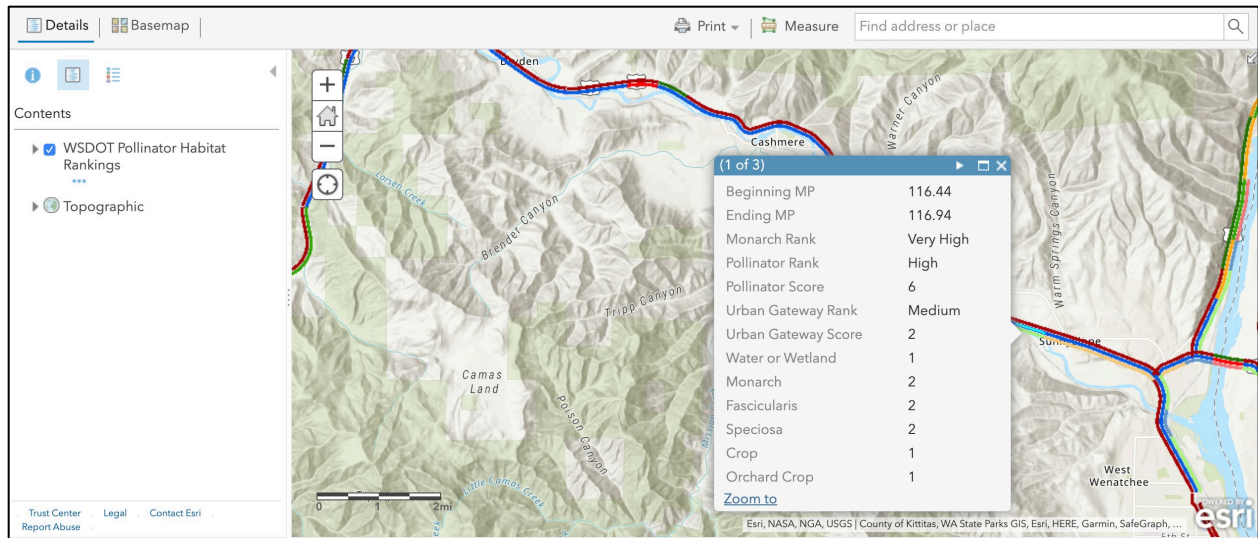 Details
Basemap
Print
Measure
Find address or place
Contents
WSDOT Pollinator Habitat
Rankings
Topographic
Trust Center
Legal
Contact Esri
Report Abuse
Dryden
Cashmere
Warner Canyon
Larsen Creek
Brender Canyon
Tripp Canyon
Warm Springs Canyon
Camas
Land
Poison Canyon
Little Camas Creek
West
Wenatchee
5th St
0 1 2mi
(1 of 3)
Beginning MP 116.44
Ending MP 116.94
Monarch Rank Very High
Pollinator Rank High
Pollinator Score 6
Urban Gateway Rank Medium
Urban Gateway Score 2
Water or Wetland 1
Monarch 2
Fascicularis 2
Speciosa 2
Crop 1
Orchard Crop 1
Zoom to
Esri, NASA, NGA, USGS | County of Kittitas, WA State Parks GIS, Esri, HERE, Garmin, SafeGraph, ...
POWERED BY
esri